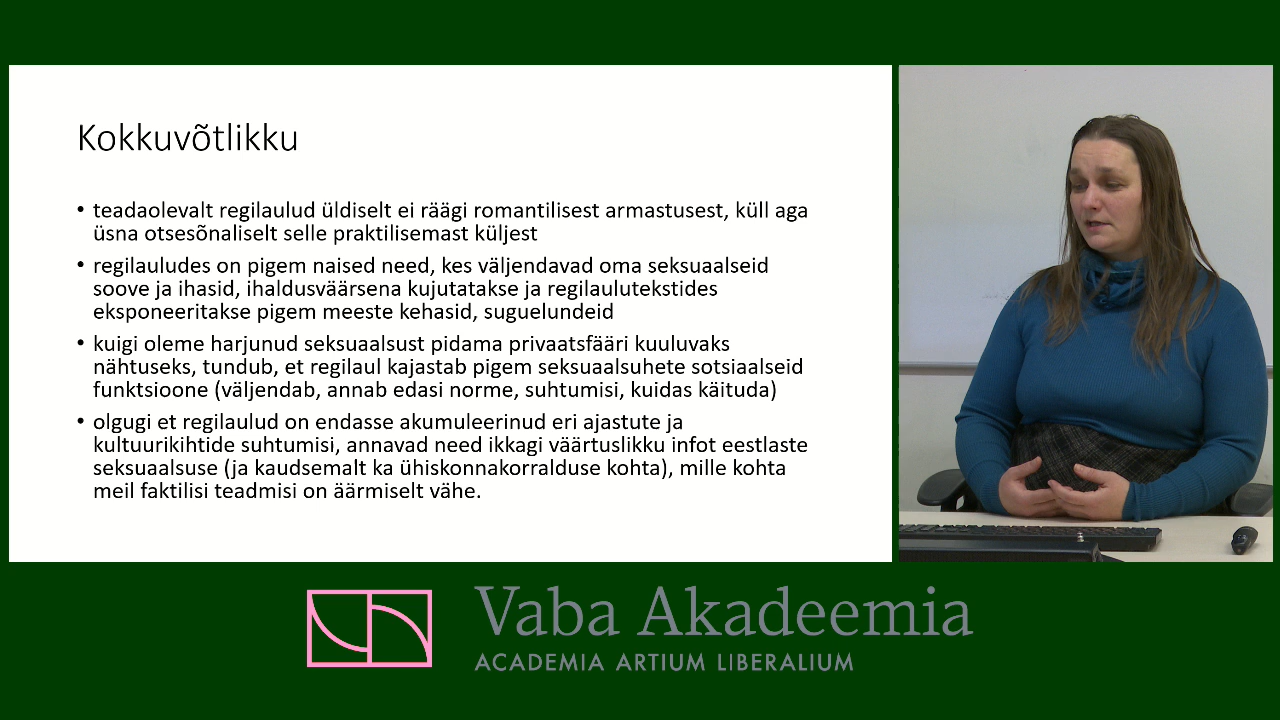 Kokkuvõtlikku
• teadaolevalt regilaulud üldiselt ei räägi romantilisest armastusest, küll aga
üsna otsesõnaliselt selle praktilisemast küljest
• regilauludes on pigem naised need, kes väljendavad oma seksuaalseid
soove ja ihasid, ihaldusväärsena kujutatakse ja regilaulutekstides
eksponeeritakse pigem meeste kehasid, suguelundeid
• kuigi oleme harjunud seksuaalsust pidama privaatsfääri kuuluvaks
nähtuseks, tundub, et regilaul kajastab pigem seksuaalsuhete sotsiaalseid
funktsioone (väljendab, annab edasi norme, suhtumisi, kuidas käituda)
• olgugi et regilaulud on endasse akumuleerinud eri ajastute ja
kultuurikihtide suhtumisi, annavad need ikkagi väärtuslikku infot eestlaste
seksuaalsuse (ja kaudsemalt ka ühiskonnakorralduse kohta), mille kohta
meil faktilisi teadmisi on äärmiselt vähe.
Vaba Akadeemia
ACADEMIA ARTIUM LIBERALIUM